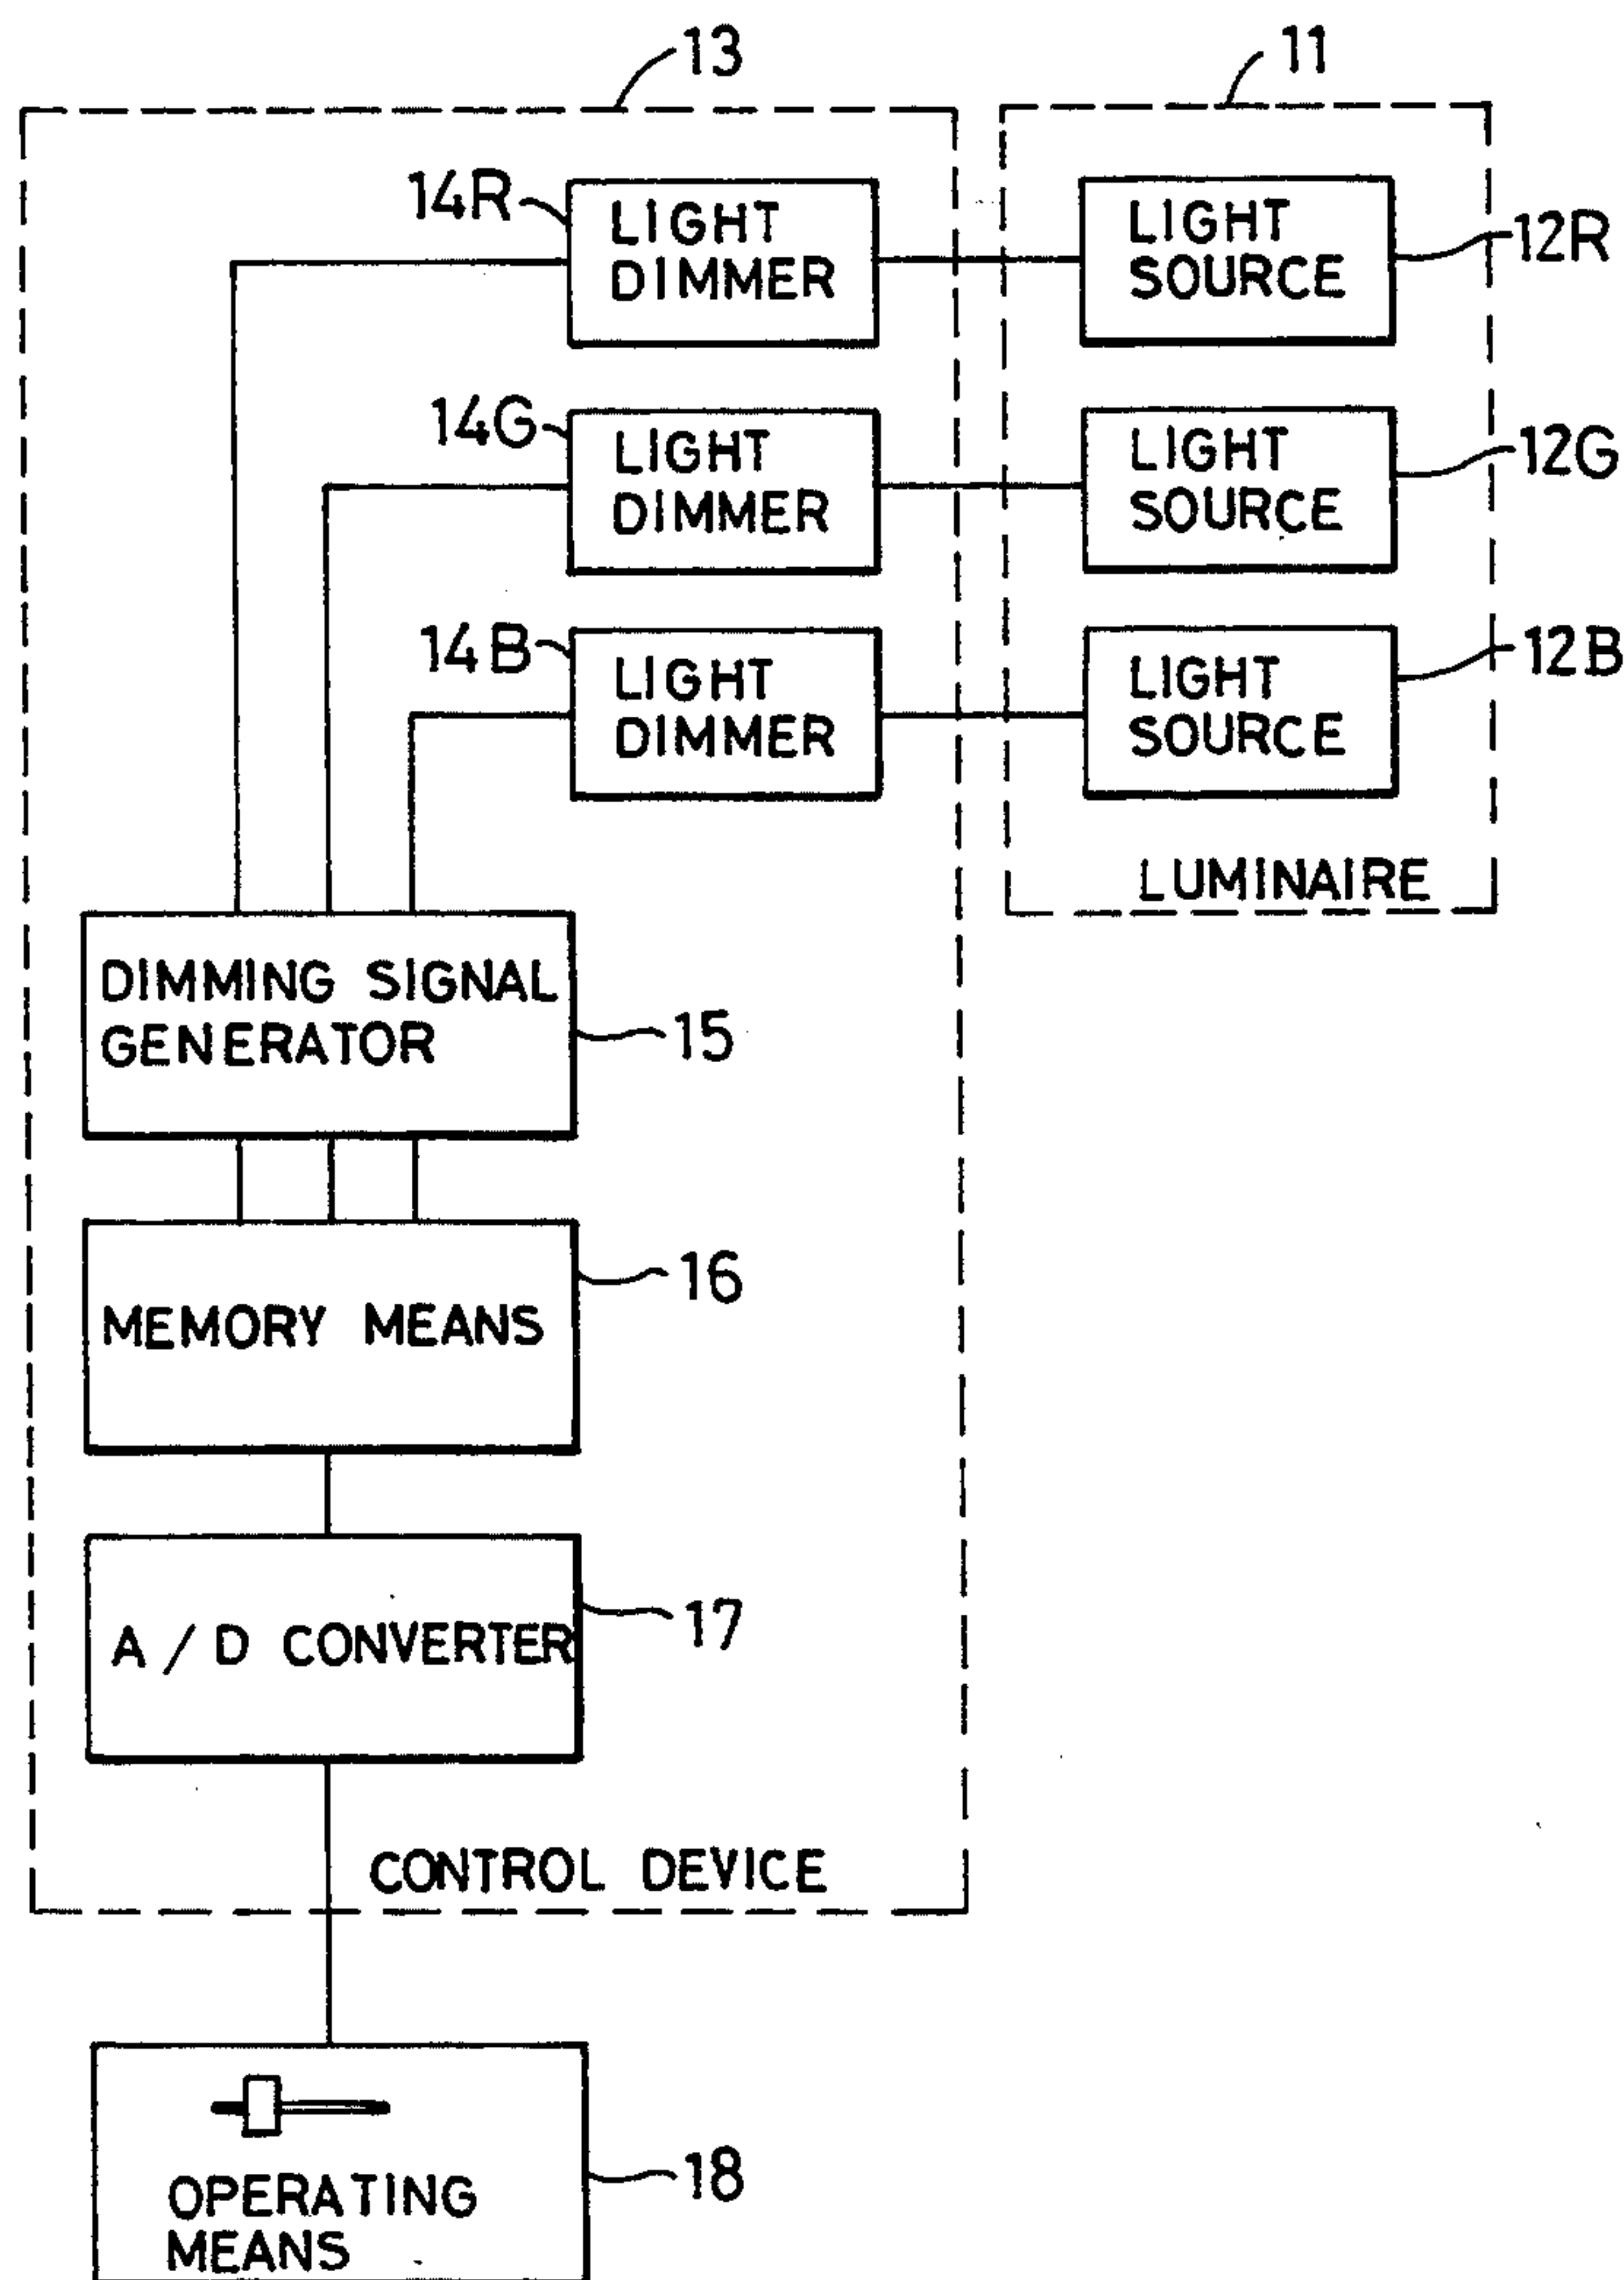 13
11
14R
LIGHT
DIMMER
LIGHT
SOURCE
12R
14G
LIGHT
DIMMER
LIGHT
SOURCE
12G
14B
LIGHT
DIMMER
LIGHT
SOURCE
12B
LUMINAIRE
DIMMING SIGNAL
GENERATOR
15
MEMORY MEANS
16
A/D CONVERTER
17
CONTROL DEVICE
OPERATING
MEANS
18